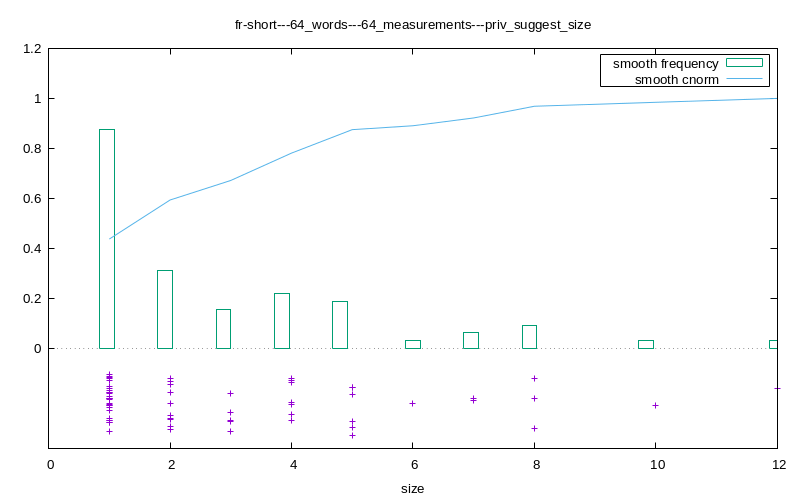 fr-short---64_words---64_measurements---priv_suggest_size
smooth frequency
smooth cnorm
1.2
1
0.8
0.6
0.4
0.2
0
0 2 4 6 8 10 12
size